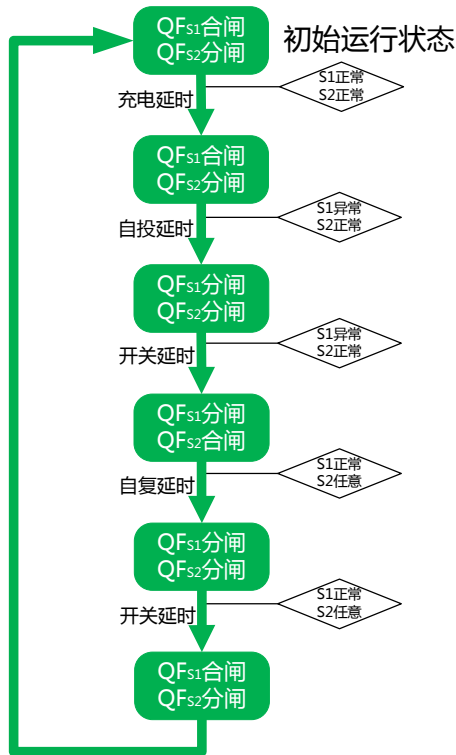 QFS1合闸
QFS2分闸
初始运行状态
S1正常
S2正常
充电延时
QFS1合闸
QFS2分闸
S1异常
S2正常
自投延时
QFS1分闸
QFS2分闸
S1异常
S2正常
开关延时
QFS1分闸
QFS2合闸
S1正常
S2任意
自复延时
QFS1分闸
QFS2分闸
S1正常
S2任意
开关延时
QFS1合闸
QFS2分闸